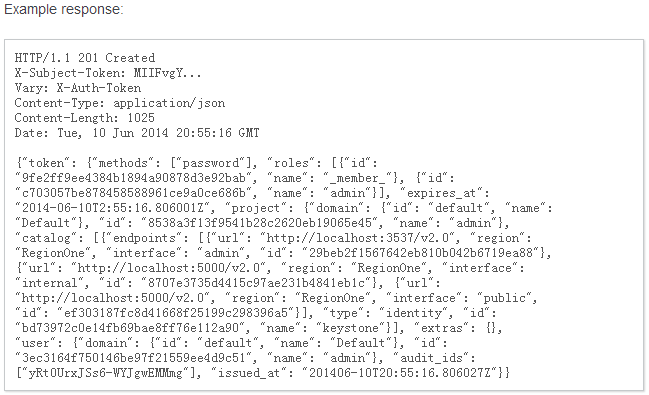 Example response:
HTTP/1.1 201 Created
X-Subject-Token: MIIFvgY...
Vary: X-Auth-Token
Content-Type: application/json
Content-Length: 1025
Date: Tue, 10 Jun 2014 20:55:16 GMT
{"token": {"methods": ["password"], "roles": [{"id":
"9fe2ff9ee4384b1894a90878d3e92bab", "name": "_member_"}, {"id":
"c703057be878458588961ce9a0ce686b", "name": "admin"}], "expires_at":
"2014-06-10T2:55:16.806001Z", "project": {"domain": {"id": "default", "name":
"Default"}, "id": "8538a3f13f9541b28c2620eb19065e45", "name": "admin"},
"catalog": [{"endpoints": [{"url": "http://localhost:3537/v2.0", "region":
"RegionOne", "interface": "admin", "id": "29beb2f1567642eb810b042b6719ea88"},
{"url": "http://localhost:5000/v2.0", "region": "RegionOne", "interface":
"internal", "id": "8707e3735d4415c97ae231b4841eb1c"}, {"url":
"http://localhost:5000/v2.0", "region": "RegionOne", "interface": "public",
"id": "ef303187fc8d41668f25199c298396a5"}], "type": "identity", "id":
"bd73972c0e14fb69bae8ff76e112a90", "name": "keystone"}], "extras": {},
"user": {"domain": {"id": "default", "name": "Default"}, "id":
"3ec3164f750146be97f21559ee4d9c51", "name": "admin"}, "audit_ids":
["yRt0UrxJSs6-WYJgwEMMmg"], "issued_at": "201406-10T20:55:16.806027Z"}}